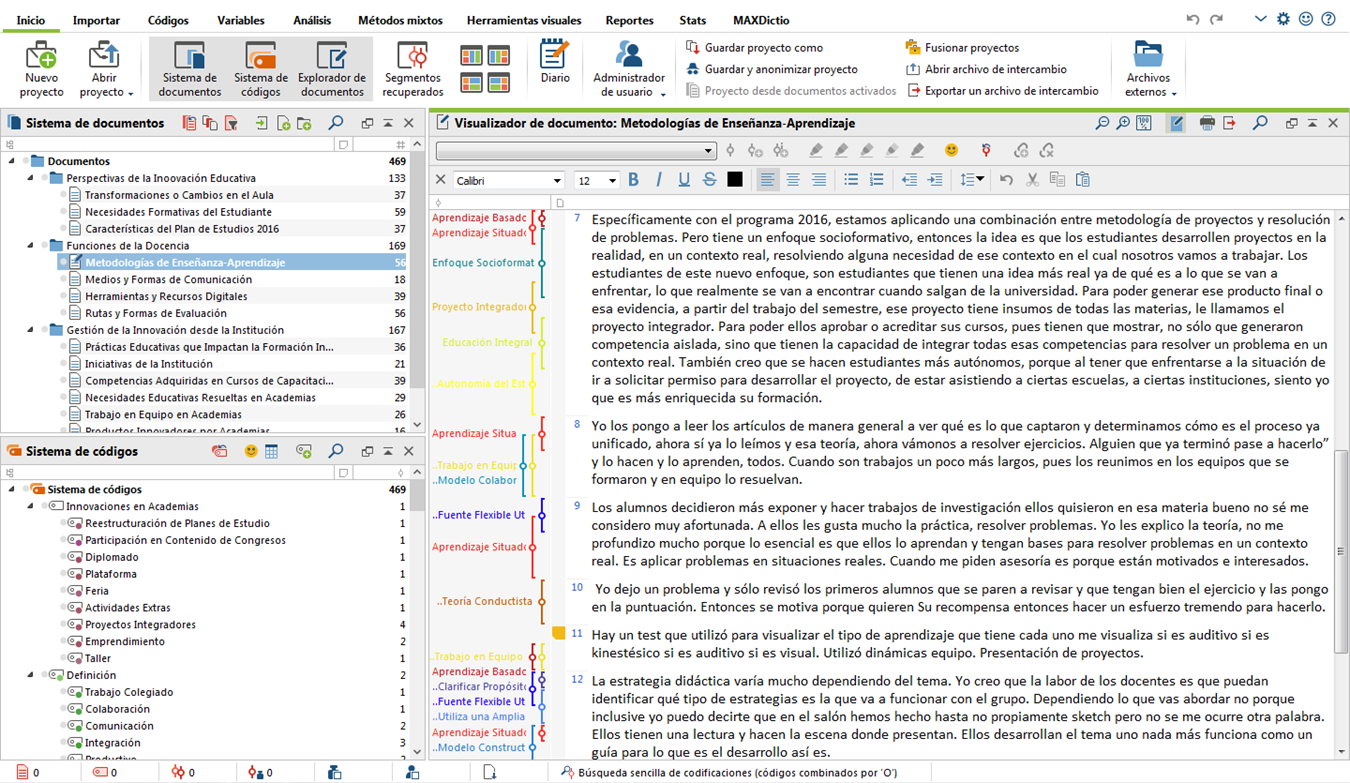 Inicio Importar Códigos Variables Análisis Métodos mixtos Herramientas visuales Reportes Stats MAXDictio
Nuevo proyecto
Abrir proyecto
Sistema de documentos
Sistema de códigos
Explorador de documentos
Segmentos recuperados
Diario
Administrador de usuario
Guardar proyecto como
Guardar y anonimizar proyecto
Proyecto desde documentos activados
Fusionar proyectos
Abrir archivo de intercambio
Exportar un archivo de intercambio
Archivos externos
Sistema de documentos
Documentos 469
Perspectivas de la Inoovación Educativa 133
Transformaciones o Cambios en el Aula 37
Necesidades Formativas del Estudiante 59
Características del Plan de Estudios 2016 37
Funciones de la Docencia 169
Metodologías de Enseñanza-Aprendizaje 56
Medios y Formas de Comunicación 18
Herramientas y Recursos Digitales 39
Rutas y Formas de Evaluación 56
Gestión de la Innovación desde la Institución 167
Prácticas Educativas que Impactan la Formación In... 36
Iniciativas de la Institución 21
Competencias Adquiridas en Cursos de Capacitaci... 39
Necesidades Educativas Resueltas en Academias 29
Trabajo en Equipo en Academias 26
Productos Innovadores por Academias 16
Sistema de códigos
Sistema de códigos 469
Innovaciones en Academias 1
Reestructuración de Planes de Estudio 1
Participación en Contenido de Congresos 1
Diplomado 1
Plataforma 1
Feria 1
Actividades Extras 1
Proyectos Integradores 4
Emprendimiento 2
Taller 1
Definición 2
Trabajo Colegiado 1
Colaboración 1
Comunicación 2
Integración 3
Visualizador de documento: Metodologías de Enseñanza-Aprendizaje
100 %
Calibri 12 B I U S
Aprendizaje Basado
Aprendizaje Situado
Enfoque Socioformat
Proyecto Integrador
Educación Integral
..Autonomía del Est
Aprendizaje Situa
..Trabajo en Equip
..Modelo Colabor
..Fuente Flexible Ut
Aprendizaje Situado
..Teoría Conductista
..Trabajo en Equipo
Aprendizaje Basado
..Clarificar Propósito
..Fuente Flexible Ut
..Utiliza una Amplia
Aprendizaje Situado
..Modelo Construct
7 Específicamente con el programa 2016, estamos aplicando una combinación entre metodología de proyectos y resolución
de problemas. Pero tiene un enfoque socioformativo, entonces la idea es que los estudiantes desarrollen proyectos en la
realidad, en un contexto real, resolviendo alguna necesidad de ese contexto en el cual nosotros vamos a trabajar. Los
estudiantes de este nuevo enfoque, son estudiantes que tienen una idea más real ya de qué es a lo que se van a
enfrentar, lo que realmente se van a encontrar cuando salgan de la universidad. Para poder generar ese producto final o
esa evidencia, a partir del trabajo del semestre, ese proyecto tiene insumos de todas las materias, le llamamos el
proyecto integrador. Para poder ellos aprobar o acreditar sus cursos, pues tienen que mostrar, no sólo que generaron
competencia aislada, sino que tienen la capacidad de integrar todas esas competencias para resolver un problema en un
contexto real. También creo que se hacen estudiantes más autónomos, porque al tener que enfrentarse a la situación de
ir a solicitar permiso para desarrollar el proyecto, de estar asistiendo a ciertas escuelas, a ciertas instituciones, siento yo
que es más enriquecida su formación.
8 Yo los pongo a leer los artículos de manera general a ver qué es lo que captaron y determinamos cómo es el proceso ya
unificado, ahora sí ya lo leímos y esa teoría, ahora vámonos a resolver ejercicios. Alguien que ya terminó pase a hacerlo”
y lo hacen y lo aprenden, todos. Cuando son trabajos un poco más largos, pues los reunimos en los equipos que se
formaron y en equipo lo resuelvan.
9 Los alumnos decidieron más exponer y hacer trabajos de investigación ellos quisieron en esa materia bueno no sé me
considero muy afortunada. A ellos les gusta mucho la práctica, resolver problemas. Yo les explico la teoría, no me
profundizo mucho porque lo esencial es que ellos lo aprendan y tengan bases para resolver problemas en un contexto
real. Es aplicar problemas en situaciones reales. Cuando me piden asesoría es porque están motivados e interesados.
10 Yo dejo un problema y sólo revisó los primeros alumnos que se paren a revisar y que tengan bien el ejercicio y las pongo
en la puntuación. Entonces se motiva porque quieren Su recompensa entonces hacer un esfuerzo tremendo para hacerlo.
11 Hay un test que utilizó para visualizar el tipo de aprendizaje que tiene cada uno me visualiza si es auditivo si es
kinestésico si es auditivo si es visual. Utilizó dinámicas equipo. Presentación de proyectos.
12 La estrategia didáctica varía mucho dependiendo del tema. Yo creo que la labor de los docentes es que puedan
identificar qué tipo de estrategias es la que va a funcionar con el grupo. Dependiendo lo que vas abordar no porque
inclusive yo puedo decirte que en el salón hemos hecho hasta no propiamente sketch pero no se me ocurre otra palabra.
Ellos tienen una lectura y hacen la escena donde presentan. Ellos desarrollan el tema uno nada más funciona como un
guía para lo que es el desarrollo así es.
0 0 0 0 Búsqueda sencilla de codificaciones (códigos combinados por 'O')